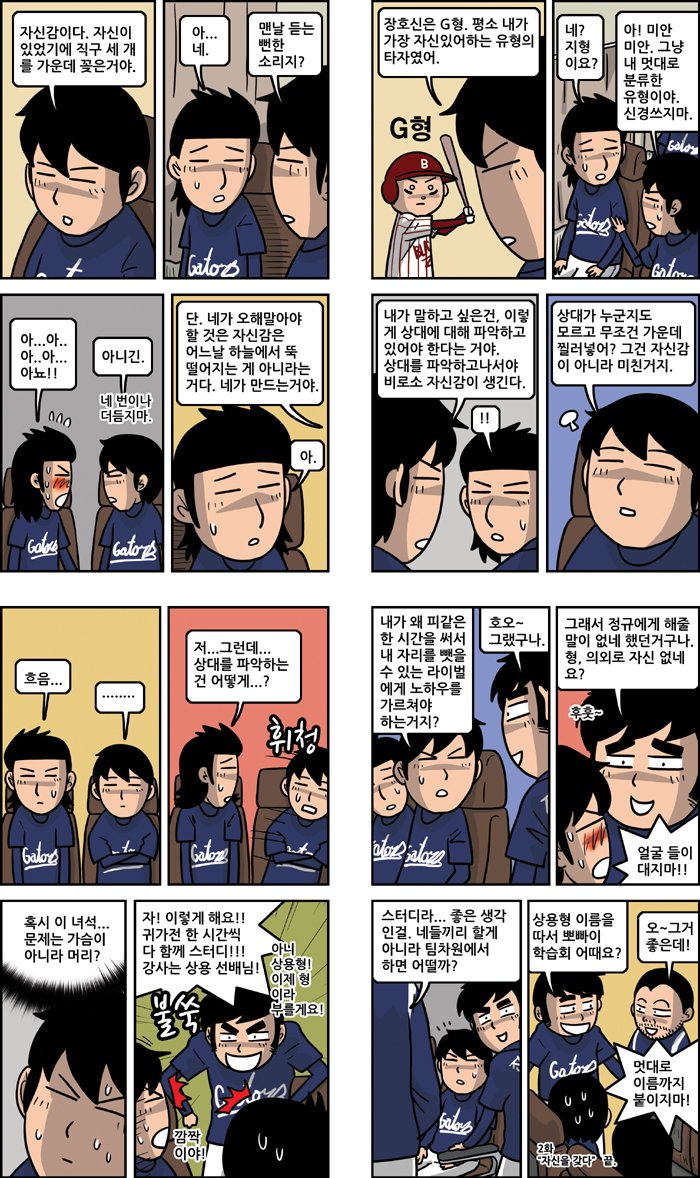 자신감이다. 자신이
있었기에 직구 세 개
를 가운데 꽂은거야.
아...
네.
맨날 듣는
뻔한
소리지?
Gators
Gators
아...아..
아..아...
아뇨!!
아니긴.
네 번이나
더듬지마.
Gators
Gators
단. 네가 오해말아야
할 것은 자신감은
어느날 하늘에서 뚝
떨어지는 게 아니라는
거다. 네가 만드는거야.
아.
장호신은 G형. 평소 내가
가장 자신있어하는 유형의
타자였어.
G형
B
네?
지형
이요?
아! 미안
미안. 그냥
내 멋대로
분류한
유형이야.
신경쓰지마.
Gators
Gators
내가 말하고 싶은건, 이렇
게 상대에 대해 파악하고
있어야 한다는 거야.
상대를 파악하고나서야
비로소 자신감이 생긴다.
!!
상대가 누군지도
모르고 무조건 가운데
찔러넣어? 그건 자신감
이 아니라 미친거지.
흐음...
........
Gators
Gators
저...그런데...
상대를 파악하는
건 어떻게...?
휘청
Gators
Gators
혹시 이 녀석...
문제는 가슴이
아니라 머리?
자! 이렇게 해요!!
귀가전 한 시간씩
다 함께 스터디!!!
강사는 상용 선배님!
아니
상용형!
이제 형
이라
부를게요!
불쑥
Gators
깜짝
이야!
내가 왜 피같은
한 시간을 써서
내 자리를 뺏을
수 있는 라이벌
에게 노하우를
가르쳐야
하는거지?
호오~
그랬구나.
Gators
Gators
그래서 정규에게 해줄
말이 없네 했던거구나.
형, 의외로 자신 없네
요?
후훗~
얼굴 들이
대지마!!
스터디라... 좋은 생각
인걸. 네들끼리 할게
아니라 팀차원에서
하면 어떨까?
Gators
상용형 이름을
따서 뽀빠이
학습회 어때요?
오~그거
좋은데!
Gators
멋대로
이름까지
붙이지마!
2화
"자신을 갖다" 끝.